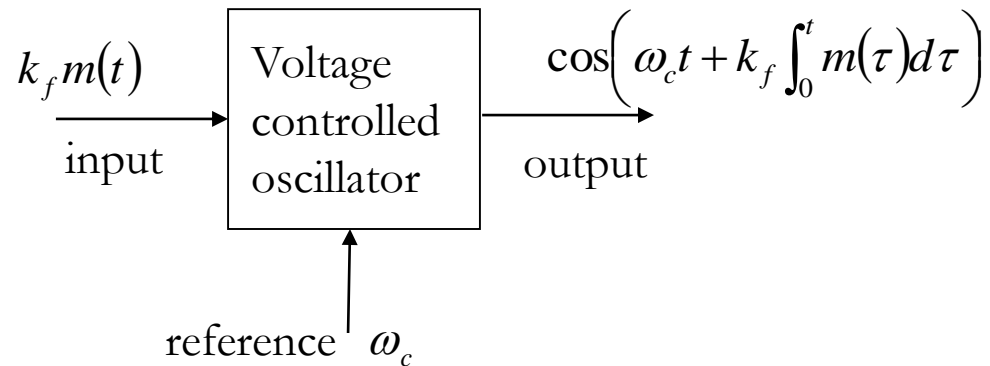 k_f m(t)
Voltage
controlled
oscillator
cos(ω_c t + k_f ∫_0^t m(τ)dτ)
input
output
reference ω_c